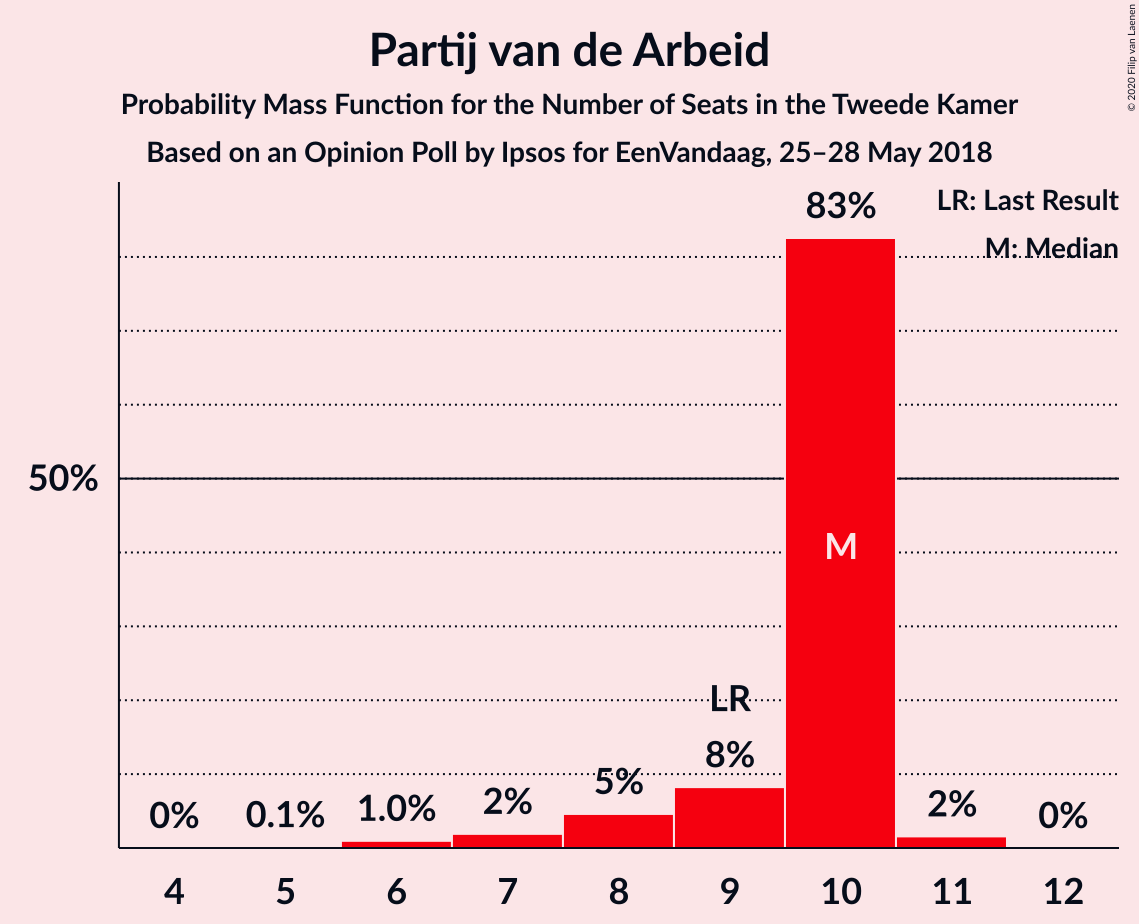 Partij van de Arbeid
Probability Mass Function for the Number of Seats in the Tweede Kamer
Based on an Opinion Poll by Ipsos for EenVandaag, 25–28 May 2018
© 2020 Filip van Laenen
LR: Last Result
M: Median
83%
50%
M
LR
8%
5%
2%
1.0%
0.1%
0%
2%
0%
4 5 6 7 8 9 10 11 12